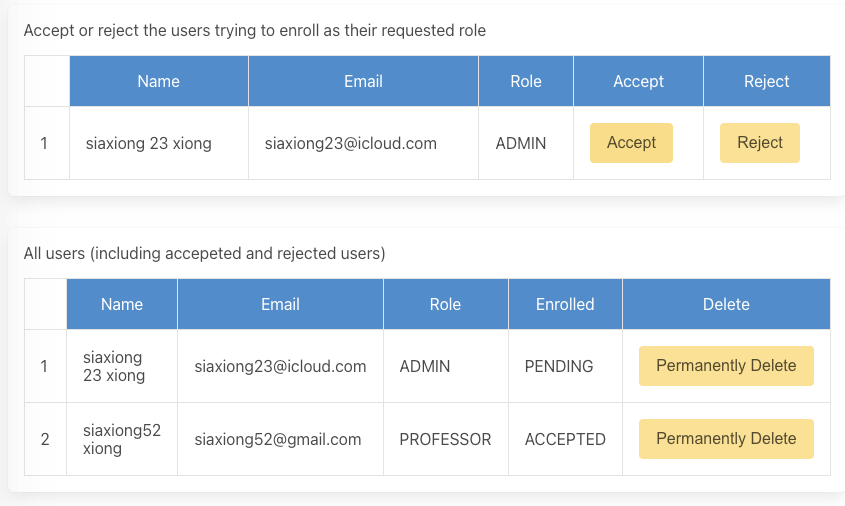 Accept or reject the users trying to enroll as their requested role
Name Email Role Accept Reject
1 siaxiong 23 xiong siaxiong23@icloud.com ADMIN Accept Reject
All users (including accepeted and rejected users)
Name Email Role Enrolled Delete
1 siaxiong 23 xiong siaxiong23@icloud.com ADMIN PENDING Permanently Delete
2 siaxiong52 xiong siaxiong52@gmail.com PROFESSOR ACCEPTED Permanently Delete